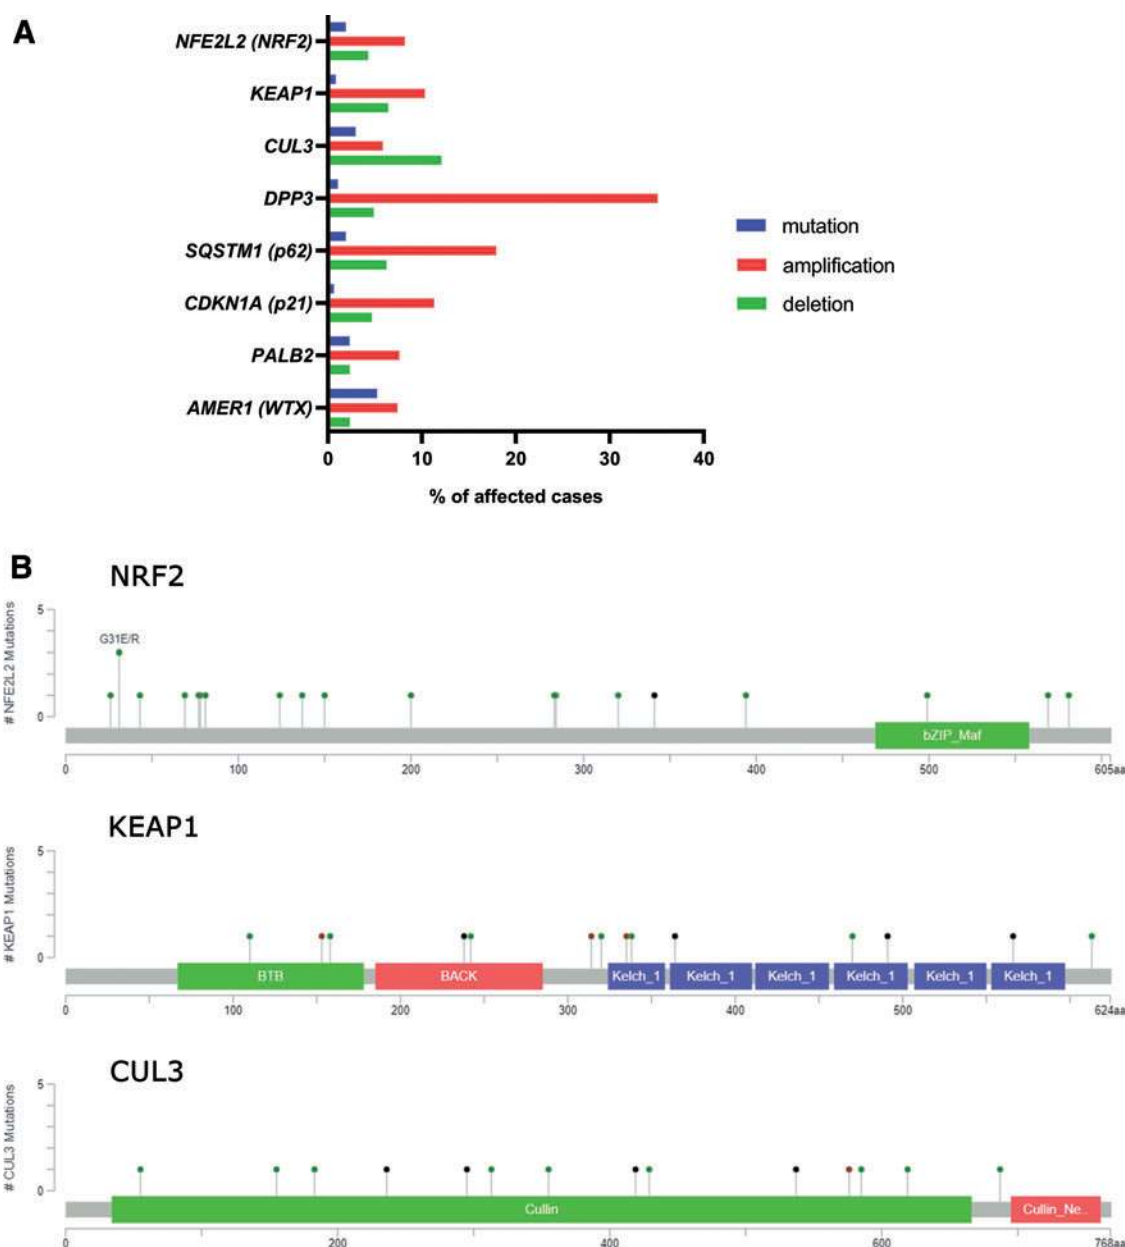 A
NFE2L2 (NRF2)
KEAP1
CUL3
DPP3
SQSTM1 (p62)
CDKN1A (p21)
PALB2
AMER1 (WTX)
mutation
amplification
deletion
0 10 20 30 40
% of affected cases
B
NRF2
# NFE2L2 Mutations
5
G31E/R
0
bZIP_Maf
0 100 200 300 400 500 605aa
KEAP1
# KEAP1 Mutations
5
0
BTB BACK Kelch_1 Kelch_1 Kelch_1 Kelch_1 Kelch_1 Kelch_1
0 100 200 300 400 500 624aa
CUL3
# CUL3 Mutations
5
0
Cullin Cullin_Ne..
0 200 400 600 768aa